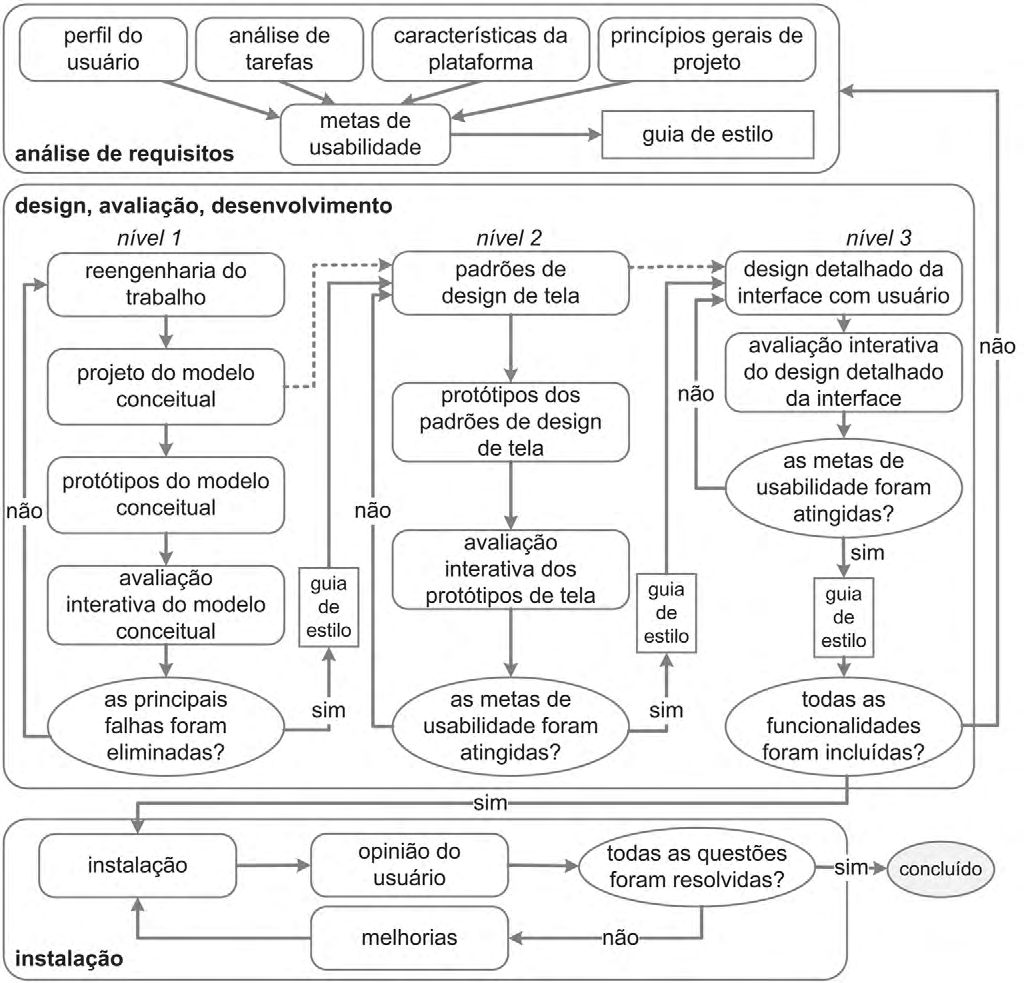 perfil do
usuário
análise de
tarefas
características da
plataforma
princípios gerais de
projeto
metas de
usabilidade
guia de estilo
análise de requisitos
design, avaliação, desenvolvimento
nível 1
reengenharia do
trabalho
projeto do modelo
conceitual
protótipos do modelo
conceitual
avaliação
interativa do modelo
conceitual
as principais
falhas foram
eliminadas?
não
sim
guia
de
estilo
nível 2
padrões de
design de tela
protótipos dos
padrões de design
de tela
avaliação
interativa dos
protótipos de tela
as metas de
usabilidade foram
atingidas?
não
sim
guia
de
estilo
nível 3
design detalhado da
interface com usuário
avaliação interativa
do design detalhado
da interface
as metas de
usabilidade foram
atingidas?
não
sim
guia
de
estilo
todas as
funcionalidades
foram incluídas?
não
sim
instalação
opinião do
usuário
todas as questões
foram resolvidas?
sim
concluído
não
melhorias
instalação